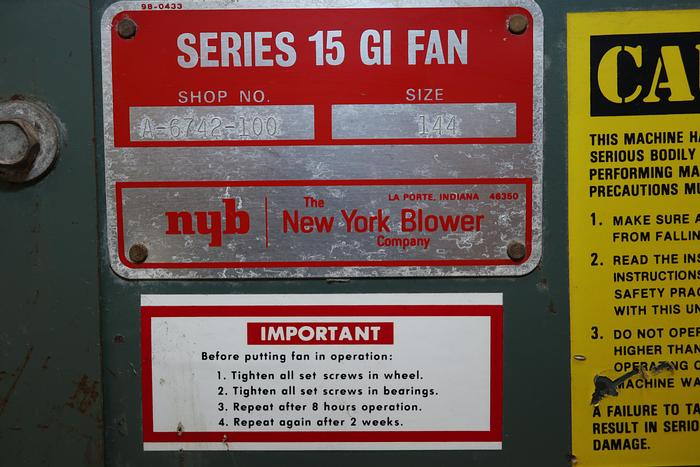 98-0433
SERIES 15 GI FAN
SHOP NO. SIZE
A-6742-100 144
LA PORTE, INDIANA 46350
nyb The
New York Blower
Company
IMPORTANT
Before putting fan in operation:
1. Tighten all set screws in wheel.
2. Tighten all set screws in bearings.
3. Repeat after 8 hours operation.
4. Repeat again after 2 weeks.
CA
THIS MACHINE HA
SERIOUS BODILY
PERFORMING MA
PRECAUTIONS MU
1. MAKE SURE A
FROM FALLIN
2. READ THE INS
INSTRUCTIONS
SAFETY PRAC
WITH THIS UN
3. DO NOT OPER
HIGHER THAN
OPERATING C
MACHINE WA
A FAILURE TO TA
RESULT IN SERIO
DAMAGE.